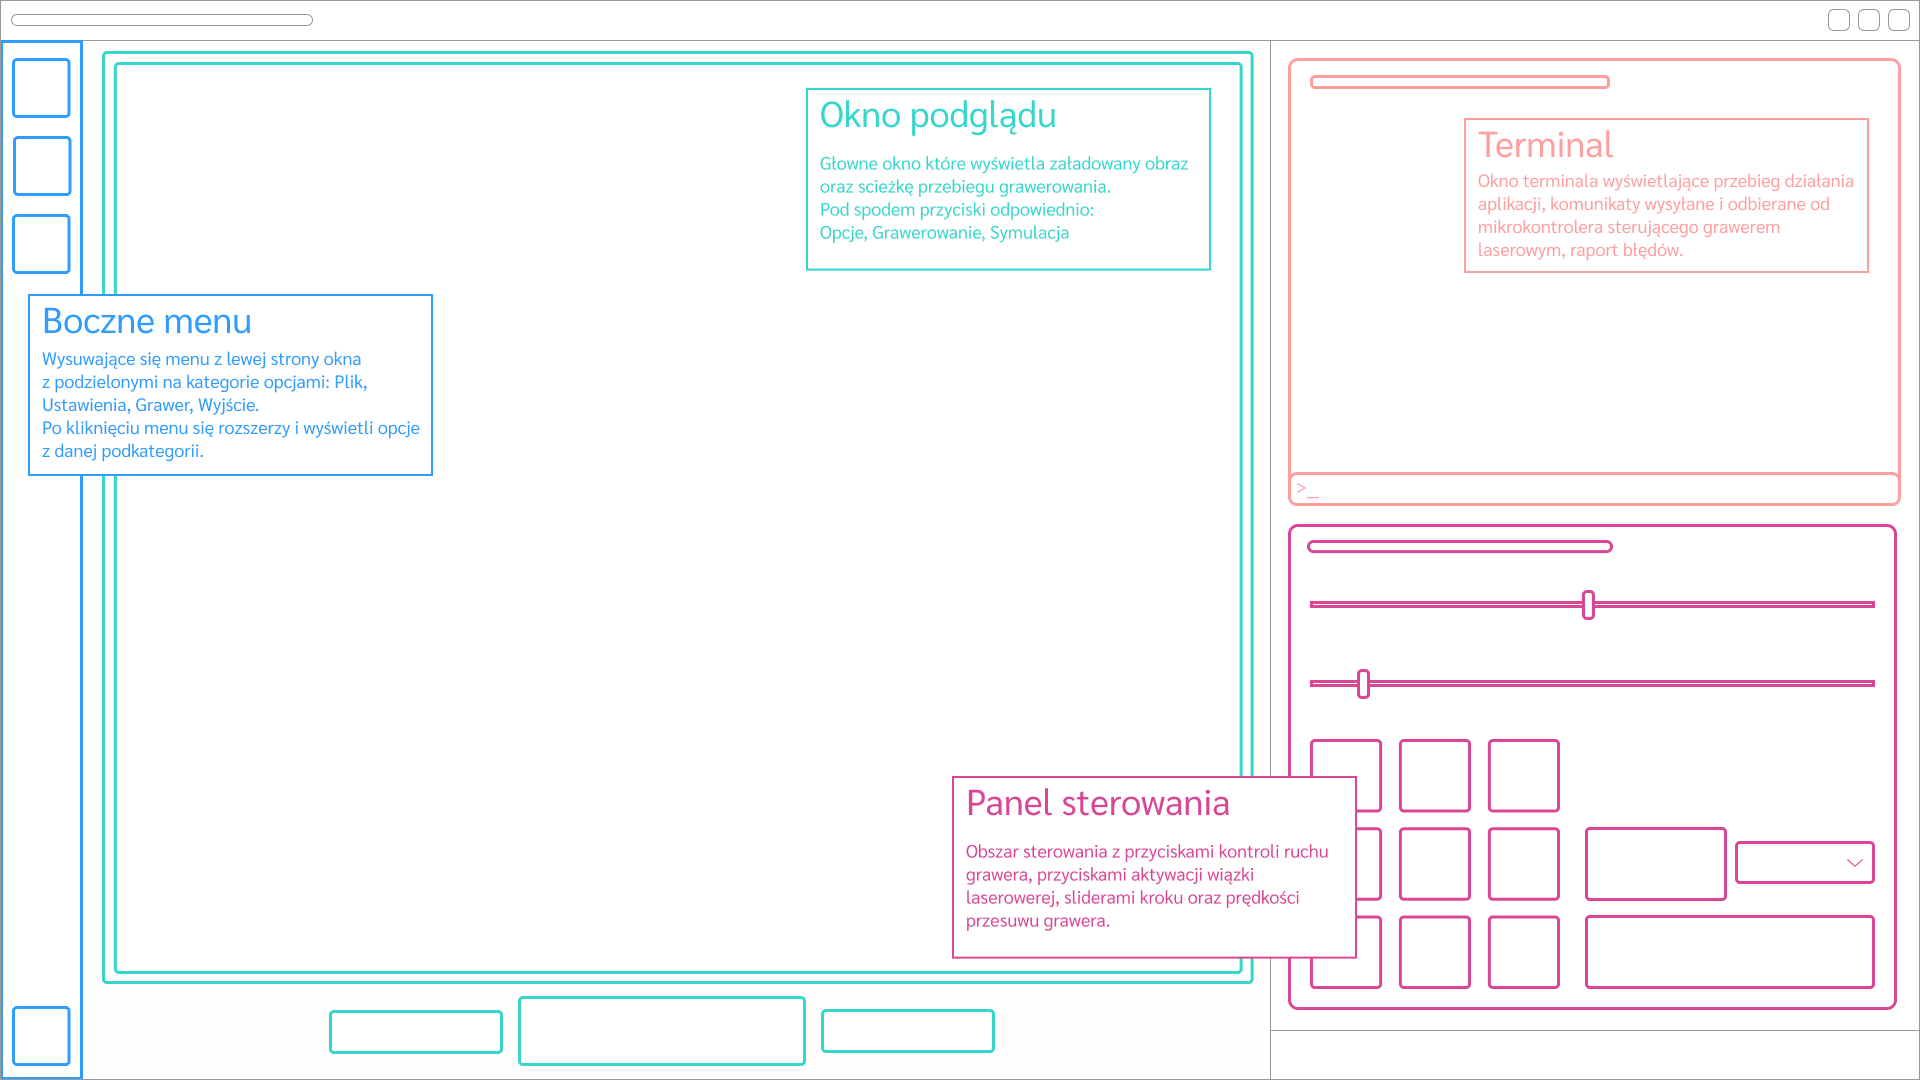 Okno podglądu
Głowne okno które wyświetla załadowany obraz
oraz scieżkę przebiegu grawerowania.
Pod spodem przyciski odpowiednio:
Opcje, Grawerowanie, Symulacja
Terminal
Okno terminala wyświetlające przebieg działania
aplikacji, komunikaty wysyłane i odbierane od
mikrokontrolera sterującego grawerem
laserowym, raport błędów.
Boczne menu
Wysuwające się menu z lewej strony okna
z podzielonymi na kategorie opcjami: Plik,
Ustawienia, Grawer, Wyjście.
Po kliknięciu menu się rozszerzy i wyświetli opcje
z danej podkategorii.
>_
Panel sterowania
Obszar sterowania z przyciskami kontroli ruchu
grawera, przyciskami aktywacji wiązki
laserowerej, sliderami kroku oraz prędkości
przesuwu grawera.